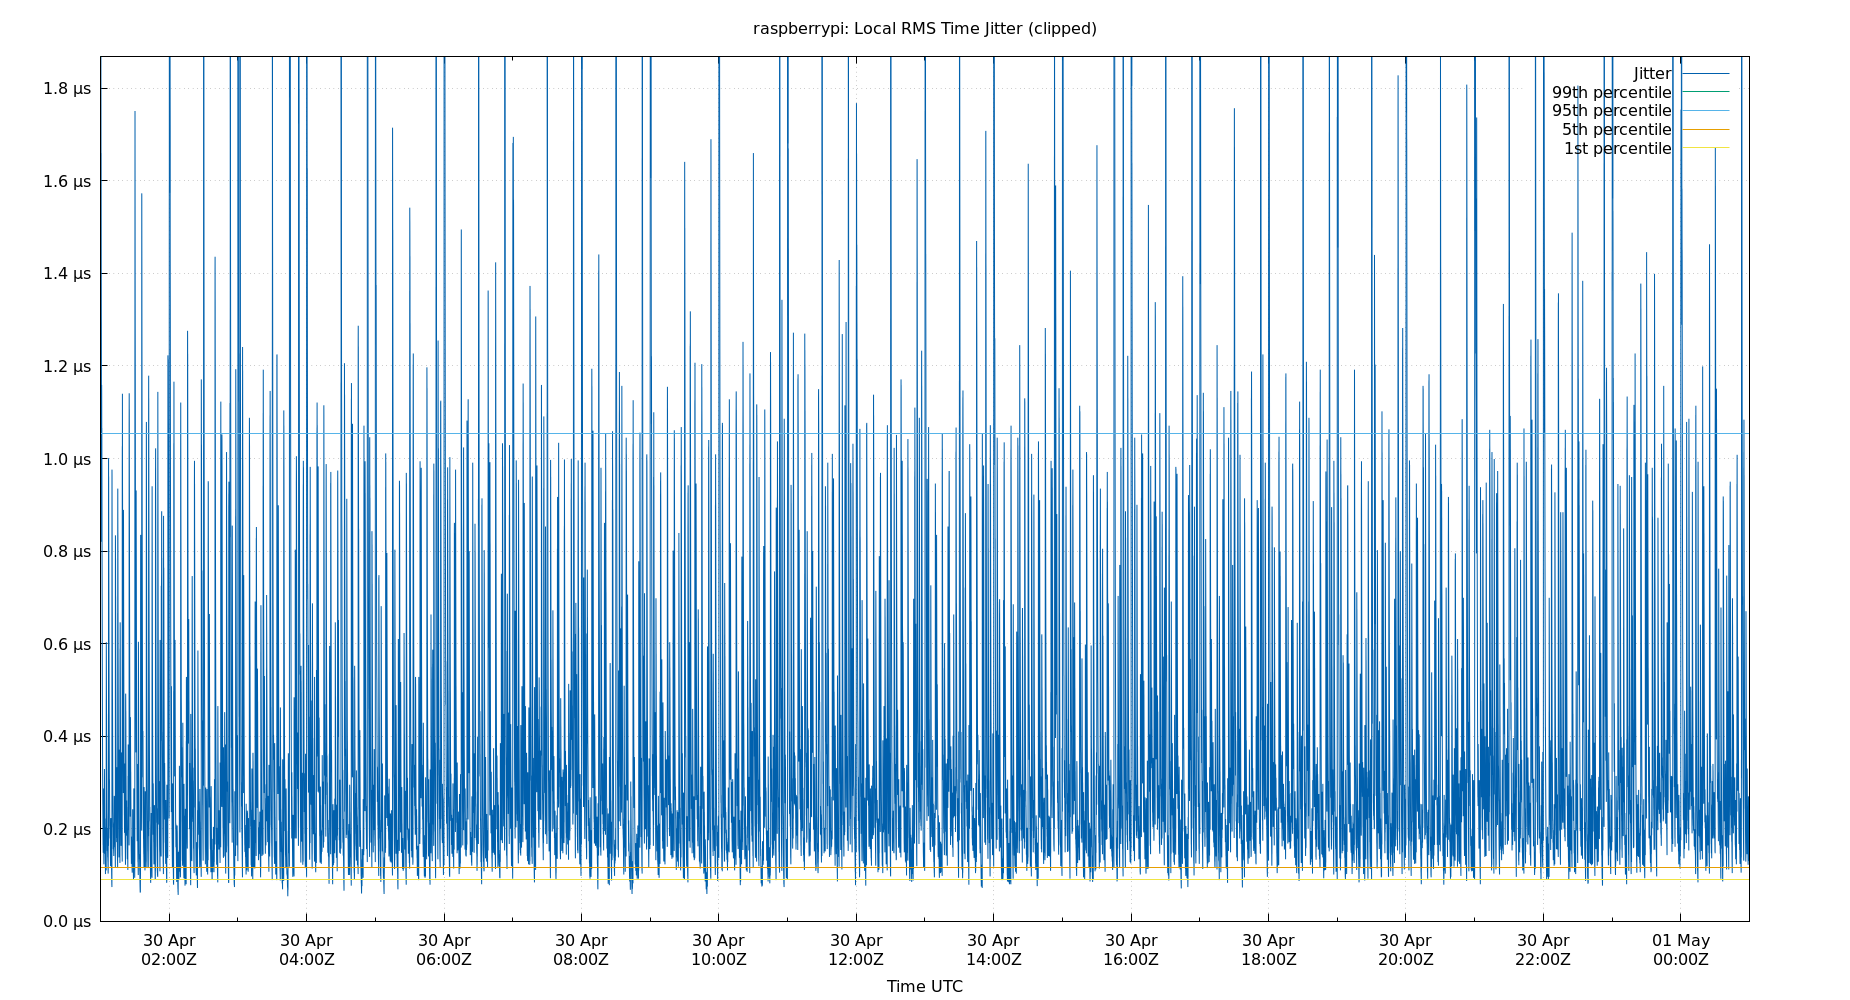 raspberrypi: Local RMS Time Jitter (clipped)
Jitter
99th percentile
95th percentile
5th percentile
1st percentile
1.8 µs
1.6 µs
1.4 µs
1.2 µs
1.0 µs
0.8 µs
0.6 µs
0.4 µs
0.2 µs
0.0 µs
30 Apr 30 Apr 30 Apr 30 Apr 30 Apr 30 Apr 30 Apr 30 Apr 30 Apr 30 Apr 30 Apr 01 May
02:00Z 04:00Z 06:00Z 08:00Z 10:00Z 12:00Z 14:00Z 16:00Z 18:00Z 20:00Z 22:00Z 00:00Z
Time UTC